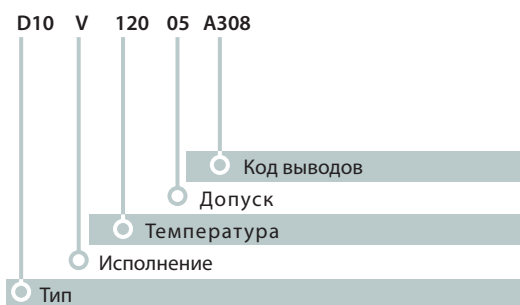 D10 V 120 05 A308
Код выводов
Допуск
Температура
Исполнение
Тип